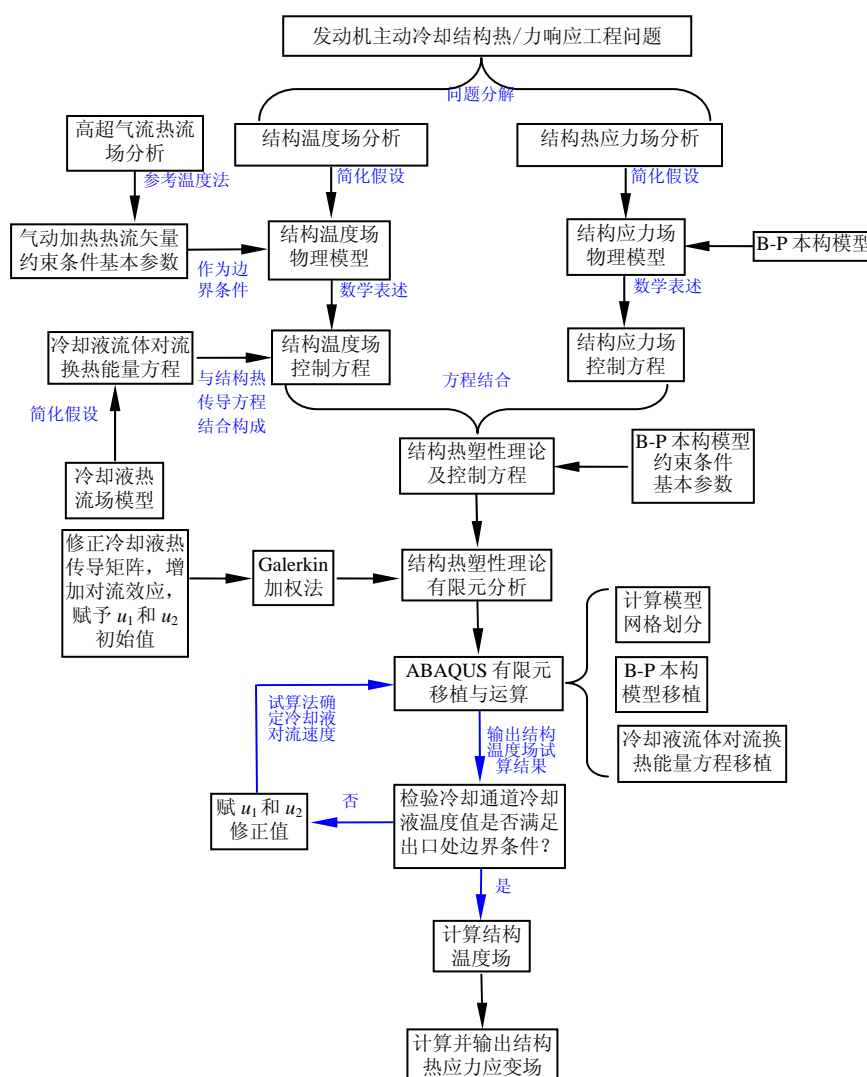 发动机主动冷却结构热/力响应工程问题
问题分解
高超气流热流
场分析
结构温度场分析
结构热应力场分析
参考温度法
简化假设
简化假设
气动加热热流矢量
约束条件基本参数
作为边
界条件
结构温度场
物理模型
结构应力场
物理模型
B-P 本构模型
数学表述
数学表述
冷却液流体对流
换热能量方程
与结构热
传导方程
结合构成
结构温度场
控制方程
结构应力场
控制方程
方程结合
简化假设
冷却液热
流场模型
结构热塑性理论
及控制方程
B-P 本构模型
约束条件
基本参数
修正冷却液热
传导矩阵，增
加对流效应，
赋予 u1 和 u2
初始值
Galerkin
加权法
结构热塑性理论
有限元分析
计算模型
网格划分
ABAQUS 有限元
移植与运算
B-P 本构
模型移植
冷却液流体对流换
热能量方程移植
试算法确
定冷却液
对流速度
输出结构
温度场试
算结果
赋 u1 和 u2
修正值
否
检验冷却通道冷却
液温度值是否满足
出口处边界条件？
是
计算结构
温度场
计算并输出结构
热应力应变场